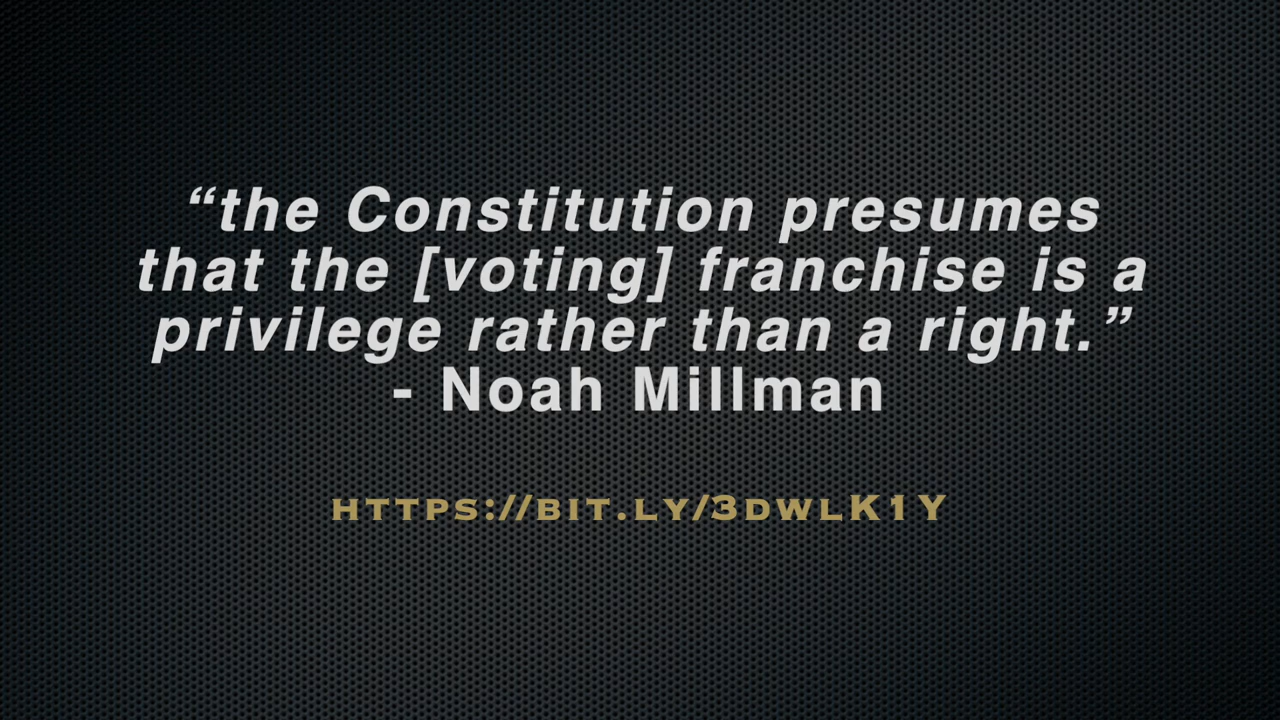 “the Constitution presumes
that the [voting] franchise is a
privilege rather than a right.”
- Noah Millman
https://bit.ly/3dwlK1Y